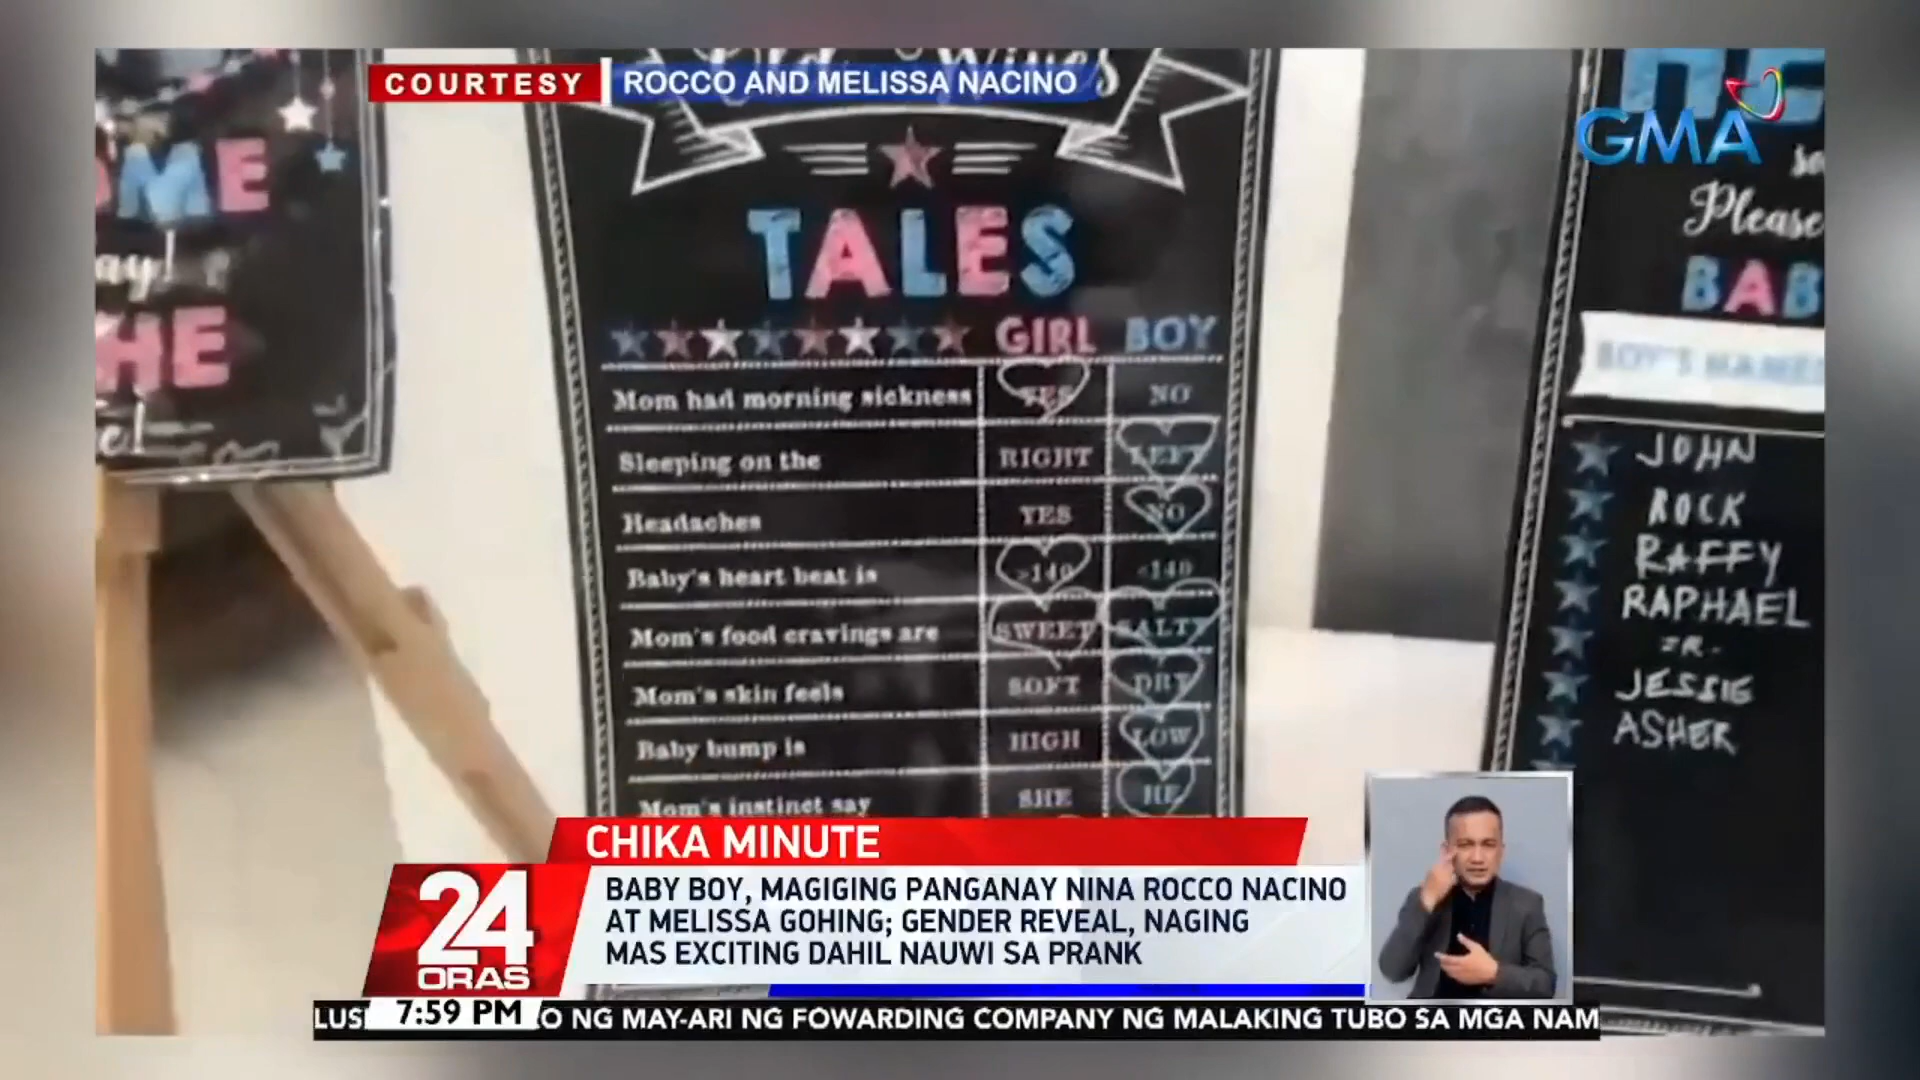 COURTESY
ROCCO AND MELISSA NACINO
GMA
Wives
TALES
GIRL BOY
Mom had morning sickness YES NO
Sleeping on the RIGHT LEFT
Headaches YES NO
Baby's heart beat is >140 <140
Mom's food cravings are SWEET SALTY
Mom's skin feels SOFT DRY
Baby bump is HIGH LOW
Mom's instinct say SHE HE
Please
BAB
BOY'S NAMES
JOHN
ROCK
RAFFY
RAPHAEL
JESSIE
ASHER
CHIKA MINUTE
24
ORAS
BABY BOY, MAGIGING PANGANAY NINA ROCCO NACINO
AT MELISSA GOHING; GENDER REVEAL, NAGING
MAS EXCITING DAHIL NAUWI SA PRANK
7:59 PM
O NG MAY-ARI NG FOWARDING COMPANY NG MALAKING TUBO SA MGA NAM